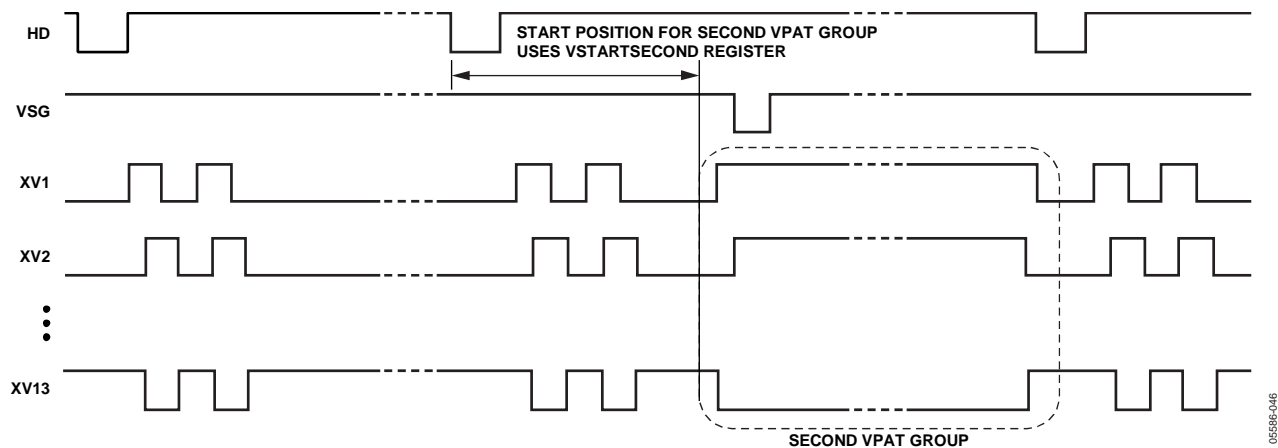 HD
START POSITION FOR SECOND VPAT GROUP
USES VSTARTSECOND REGISTER
VSG
XV1
XV2
XV13
SECOND VPAT GROUP
05586-046